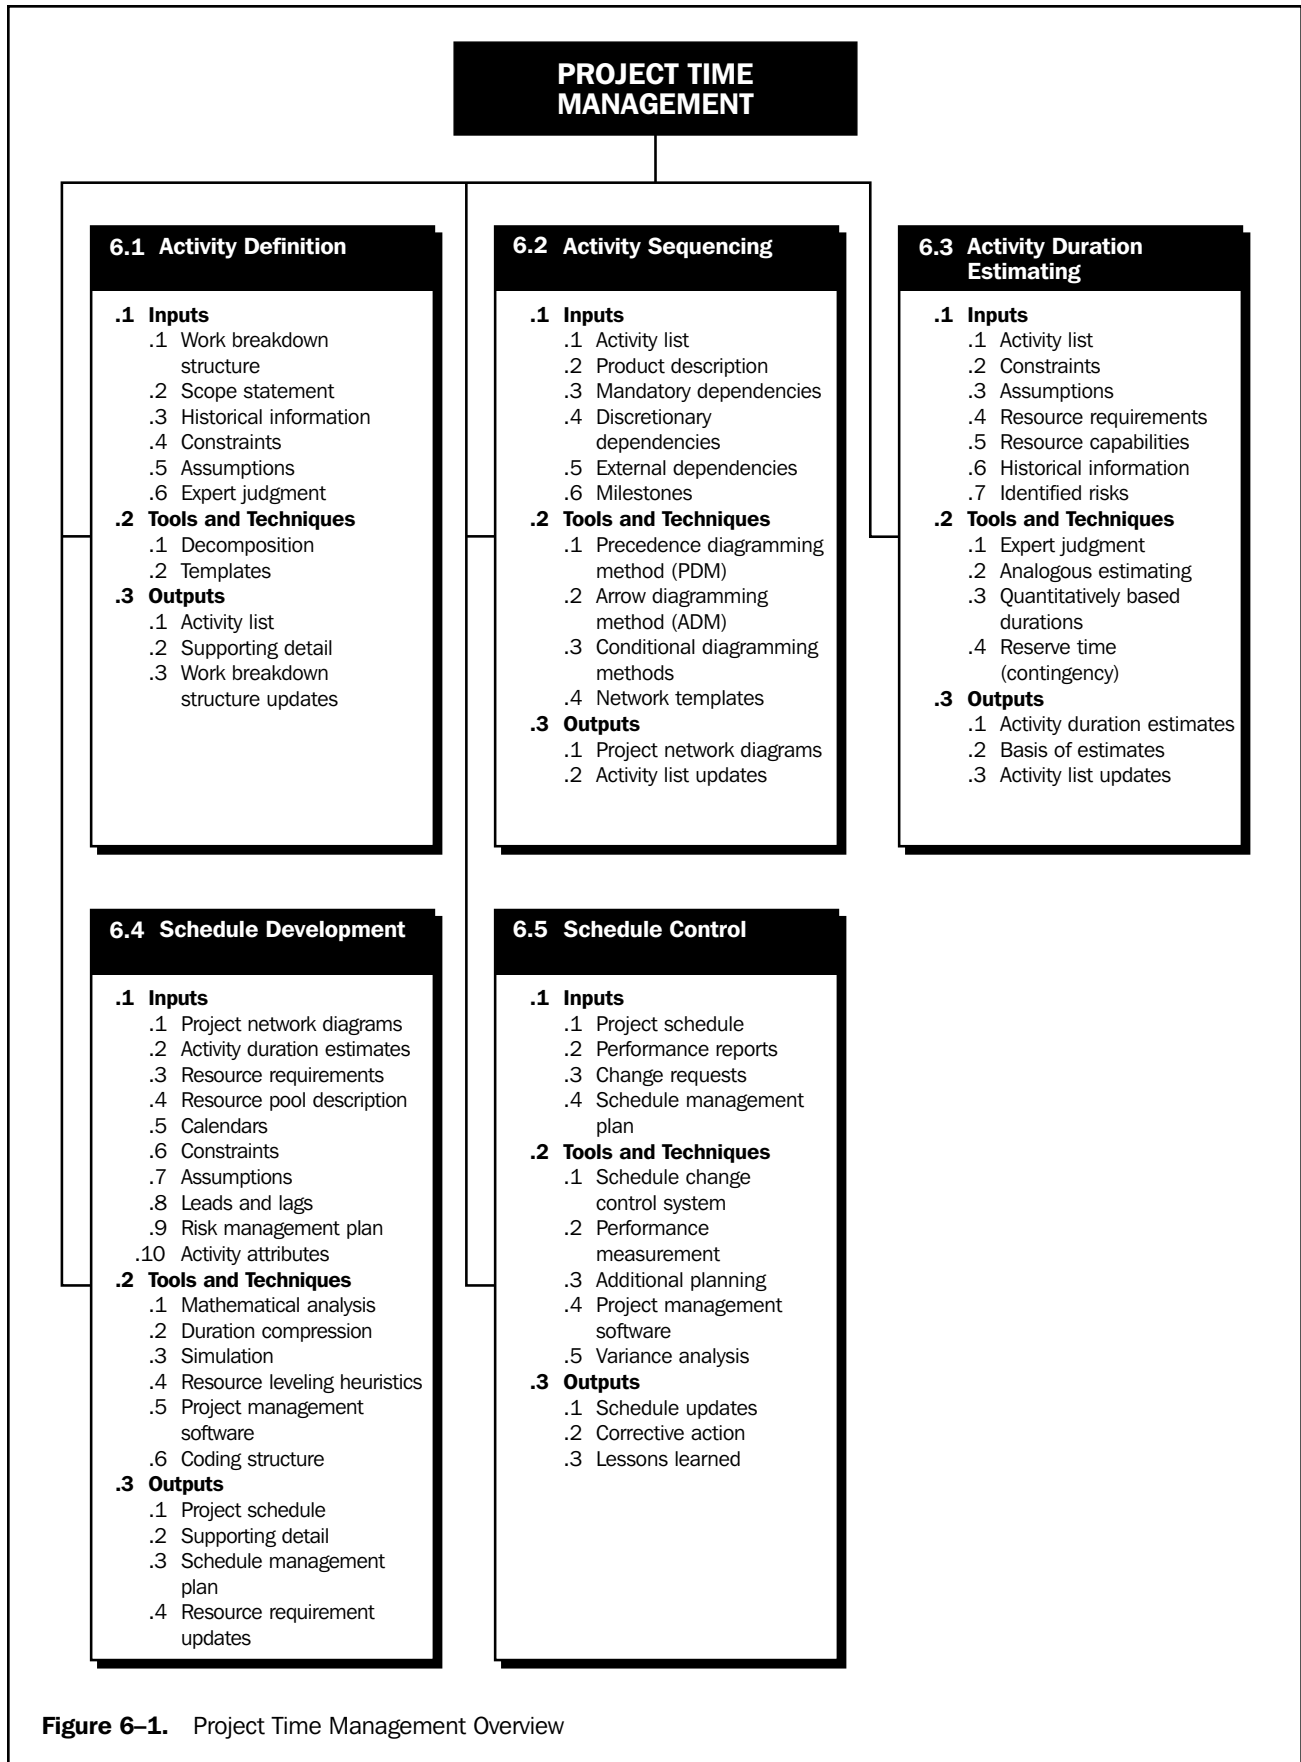 PROJECT TIME
MANAGEMENT
6.1 Activity Definition
.1 Inputs
.1 Work breakdown
structure
.2 Scope statement
.3 Historical information
.4 Constraints
.5 Assumptions
.6 Expert judgment
.2 Tools and Techniques
.1 Decomposition
.2 Templates
.3 Outputs
.1 Activity list
.2 Supporting detail
.3 Work breakdown
structure updates
6.2 Activity Sequencing
.1 Inputs
.1 Activity list
.2 Product description
.3 Mandatory dependencies
.4 Discretionary
dependencies
.5 External dependencies
.6 Milestones
.2 Tools and Techniques
.1 Precedence diagramming
method (PDM)
.2 Arrow diagramming
method (ADM)
.3 Conditional diagramming
methods
.4 Network templates
.3 Outputs
.1 Project network diagrams
.2 Activity list updates
6.3 Activity Duration
Estimating
.1 Inputs
.1 Activity list
.2 Constraints
.3 Assumptions
.4 Resource requirements
.5 Resource capabilities
.6 Historical information
.7 Identified risks
.2 Tools and Techniques
.1 Expert judgment
.2 Analogous estimating
.3 Quantitatively based
durations
.4 Reserve time
(contingency)
.3 Outputs
.1 Activity duration estimates
.2 Basis of estimates
.3 Activity list updates
6.4 Schedule Development
.1 Inputs
.1 Project network diagrams
.2 Activity duration estimates
.3 Resource requirements
.4 Resource pool description
.5 Calendars
.6 Constraints
.7 Assumptions
.8 Leads and lags
.9 Risk management plan
.10 Activity attributes
.2 Tools and Techniques
.1 Mathematical analysis
.2 Duration compression
.3 Simulation
.4 Resource leveling heuristics
.5 Project management
software
.6 Coding structure
.3 Outputs
.1 Project schedule
.2 Supporting detail
.3 Schedule management
plan
.4 Resource requirement
updates
6.5 Schedule Control
.1 Inputs
.1 Project schedule
.2 Performance reports
.3 Change requests
.4 Schedule management
plan
.2 Tools and Techniques
.1 Schedule change
control system
.2 Performance
measurement
.3 Additional planning
.4 Project management
software
.5 Variance analysis
.3 Outputs
.1 Schedule updates
.2 Corrective action
.3 Lessons learned
Figure 6–1. Project Time Management Overview